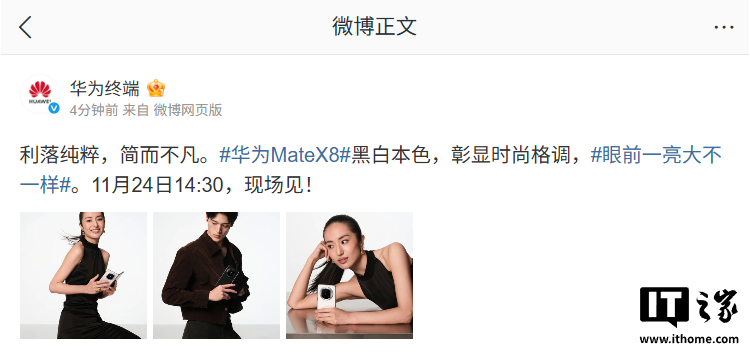 微博正文
华为终端
HUAWEI
4分钟前 来自 微博网页版
利落纯粹，简而不凡。#华为MateX8#黑白本色，彰显时尚格调，#眼前一亮大不
一样#。11月24日14:30，现场见！
IT之家
www.ithome.com